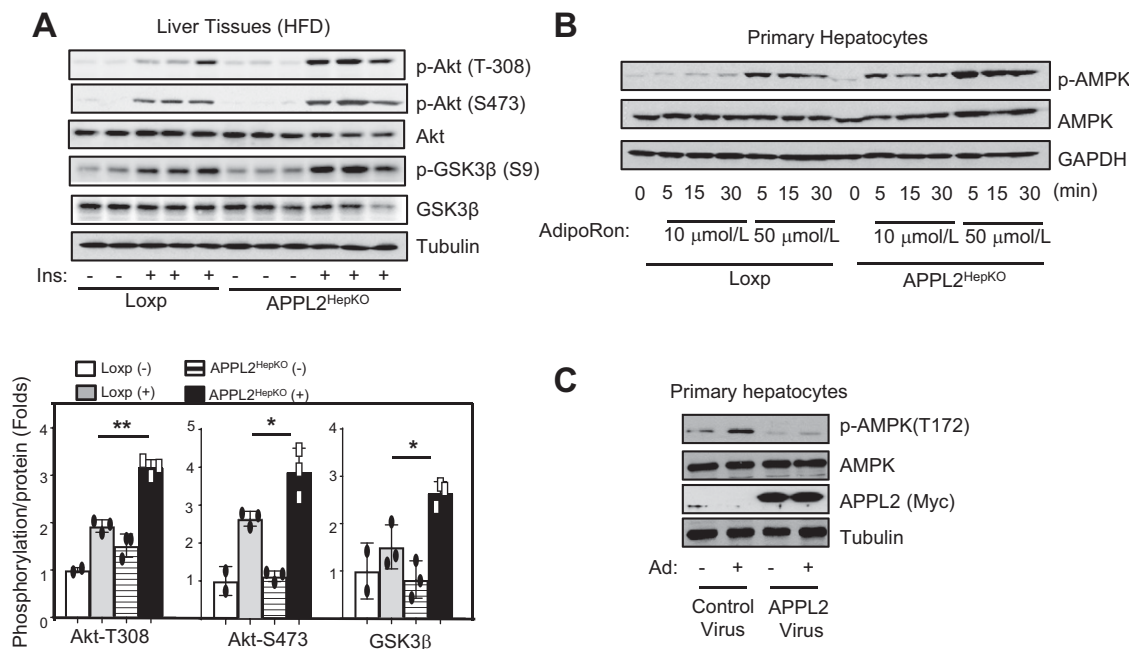 A
Liver Tissues (HFD)
p-Akt (T-308)
p-Akt (S473)
Akt
p-GSK3β (S9)
GSK3β
Tubulin
Ins: - - + + + - - - + + +
Loxp APPL2HepKO
Loxp (-) APPL2HepKO (-)
Loxp (+) APPL2HepKO (+)
Phosphorylation/protein (Folds)
4
3
2
1
0
**
Akt-T308
5
4
3
2
1
*
Akt-S473
4
3
2
1
*
GSK3β
B
Primary Hepatocytes
p-AMPK
AMPK
GAPDH
0 5 15 30 5 15 30 0 5 15 30 5 15 30 (min)
AdipoRon: 10 μmol/L 50 μmol/L 10 μmol/L 50 μmol/L
Loxp APPL2HepKO
C
Primary hepatocytes
p-AMPK(T172)
AMPK
APPL2 (Myc)
Tubulin
Ad: - + - +
Control APPL2
Virus Virus